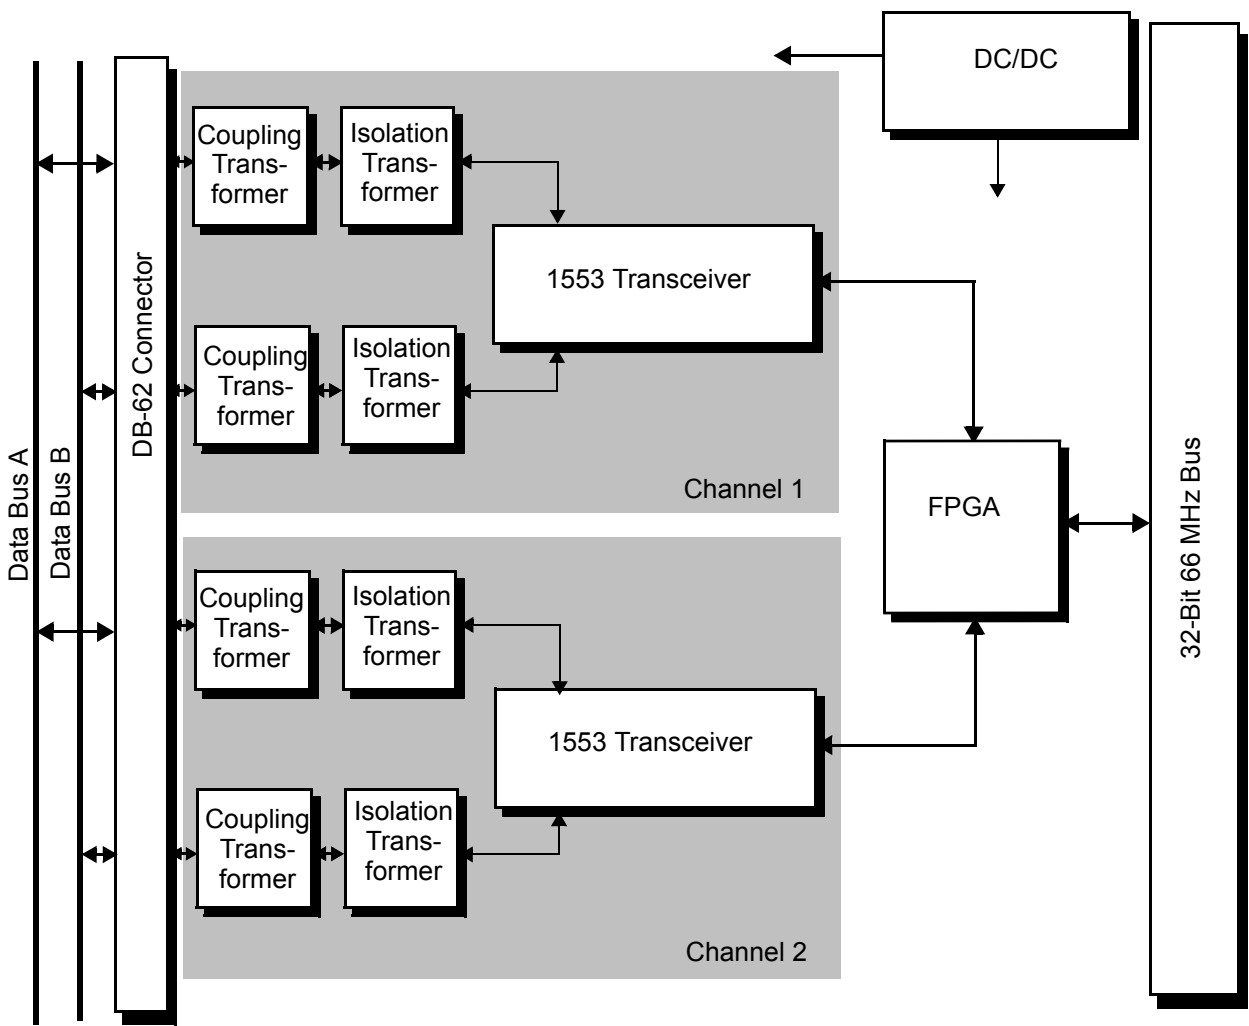 DC/DC
Coupling
Trans-
former
Isolation
Trans-
former
1553 Transceiver
Coupling
Trans-
former
Isolation
Trans-
former
Channel 1
Data Bus A
Data Bus B
DB-62 Connector
FPGA
32-Bit 66 MHz Bus
Coupling
Trans-
former
Isolation
Trans-
former
1553 Transceiver
Coupling
Trans-
former
Isolation
Trans-
former
Channel 2